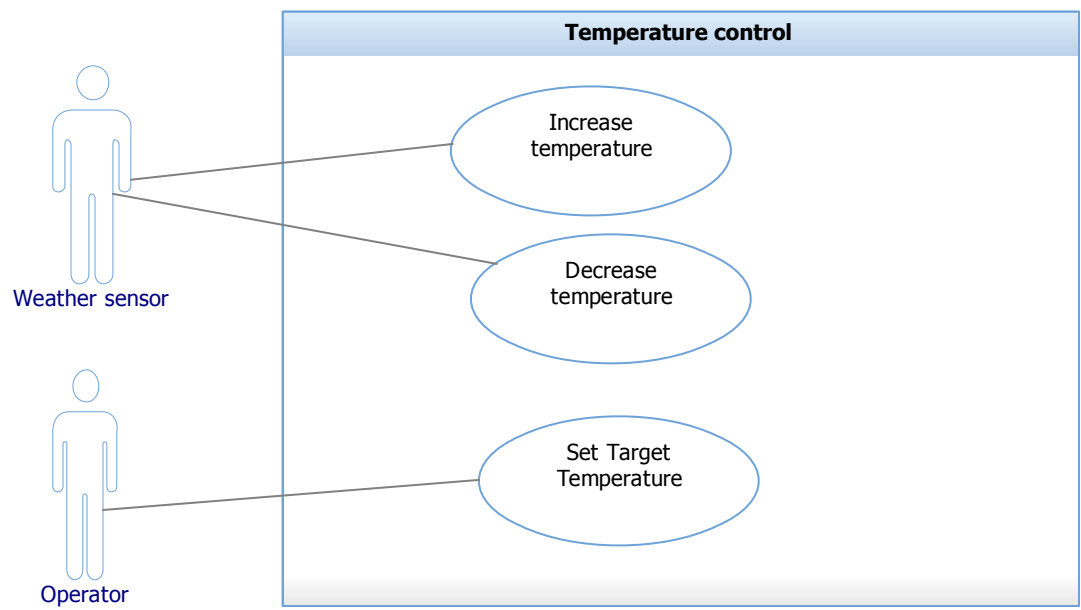 Temperature control
Increase
temperature
Decrease
temperature
Weather sensor
Set Target
Temperature
Operator